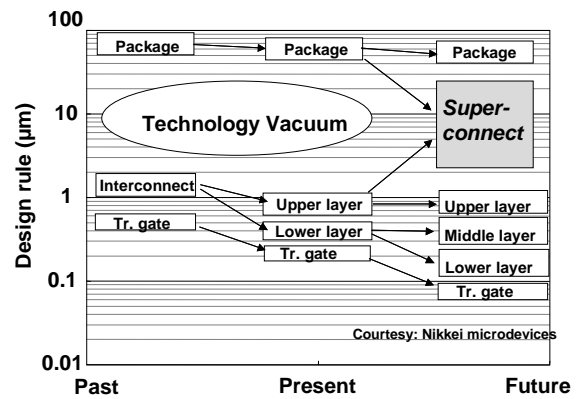 100
10
1
0.1
0.01
Design rule (µm)
Package
Package
Package
Technology Vacuum
Super-
connect
Interconnect
Upper layer
Upper layer
Tr. gate
Lower layer
Middle layer
Tr. gate
Lower layer
Tr. gate
Courtesy: Nikkei microdevices
Past
Present
Future